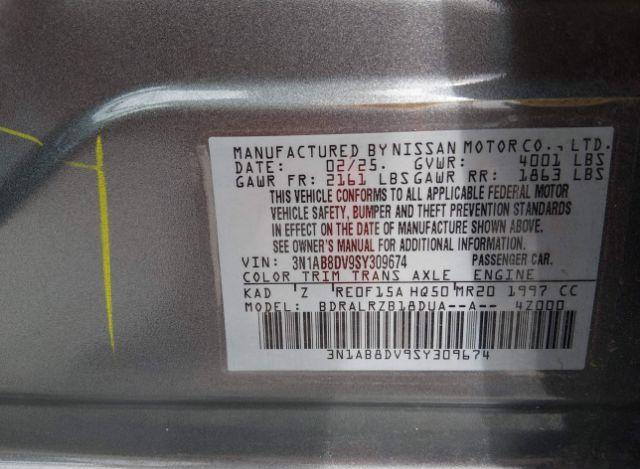 MANUFACTURED BY NISSAN MOTOR CO., LTD.
DATE: 02/25. GVWR: 4001 LBS
GAWR FR: 2161 LBS GAWR RR: 1863 LBS
THIS VEHICLE CONFORMS TO ALL APPLICABLE FEDERAL MOTOR
VEHICLE SAFETY, BUMPER AND THEFT PREVENTION STANDARDS
IN EFFECT ON THE DATE OF MANUFACTURE SHOWN ABOVE.
SEE OWNER'S MANUAL FOR ADDITIONAL INFORMATION.
VIN: 3N1AB8DV9SY309674 PASSENGER CAR.
COLOR TRIM TRANS AXLE ENGINE
KAD Z RE0F15A HQ50 MR20 1997 CC
MODEL: BDRALRZB18DUA--A-- 4Z000
3N1AB8DV9SY309674